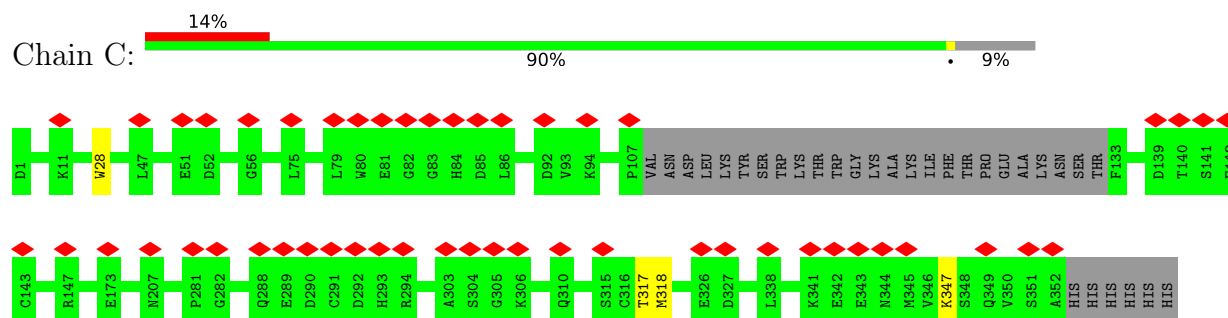 14%
Chain C:
90% • 9%
D1 K11 W28 L47 E51 D52 G56 L75 L79 W80 E81 G82 G83 H84 D85 L86 D92 V93 K94 P107 VAL ASN ASP LEU LYS TYR SER TRP LYS THR TRP GLY LYS ALA LYS ILE PHE THR THR PRO GLU ALA LYS ASN SER THR F133 D139 T140 S141
C143 R147 E173 N207 P281 G282 Q288 E289 D290 C291 D292 H293 R294 A303 S304 G305 K306 Q310 S315 C316 T317 M318 E326 D327 L338 K341 E342 E343 N344 M345 V346 K347 S348 Q349 V350 S351 A352 HIS HIS HIS HIS HIS HIS